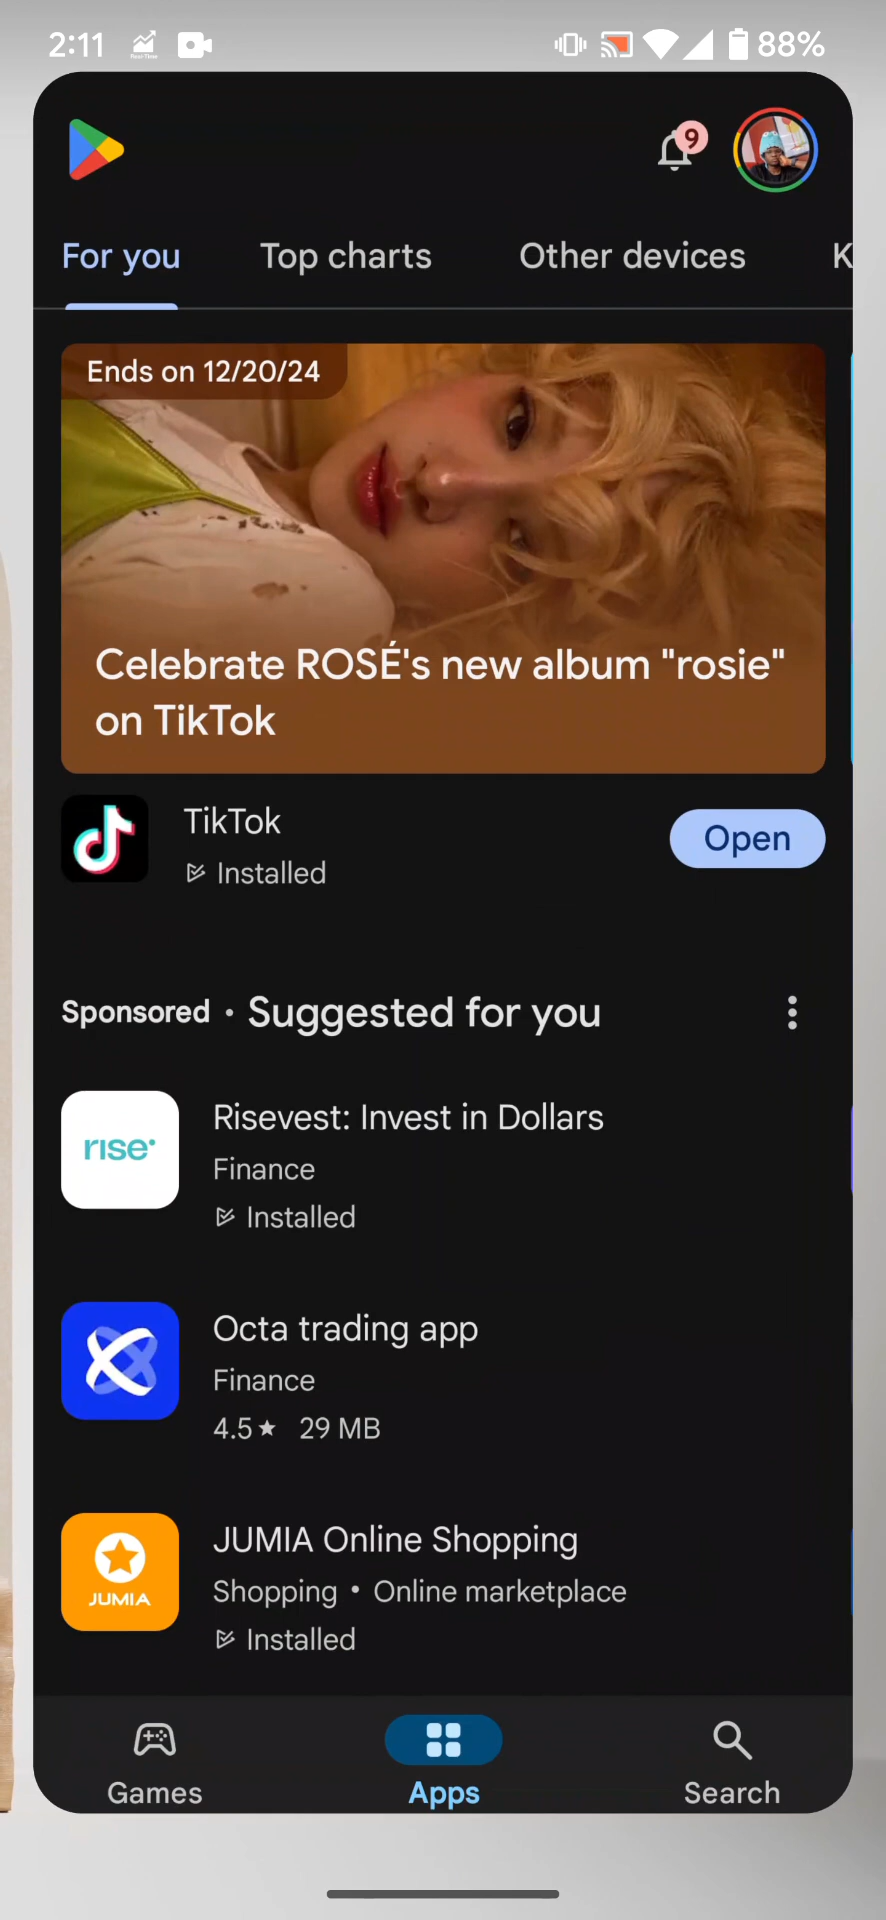 2:11
88%
9
For you
Top charts
Other devices
K
Ends on 12/20/24
Celebrate ROSÉ's new album "rosie"
on TikTok
TikTok
Installed
Open
Sponsored • Suggested for you
rise
Risevest: Invest in Dollars
Finance
Installed
Octa trading app
Finance
4.5★ 29 MB
JUMIA
JUMIA Online Shopping
Shopping • Online marketplace
Installed
Games
Apps
Search